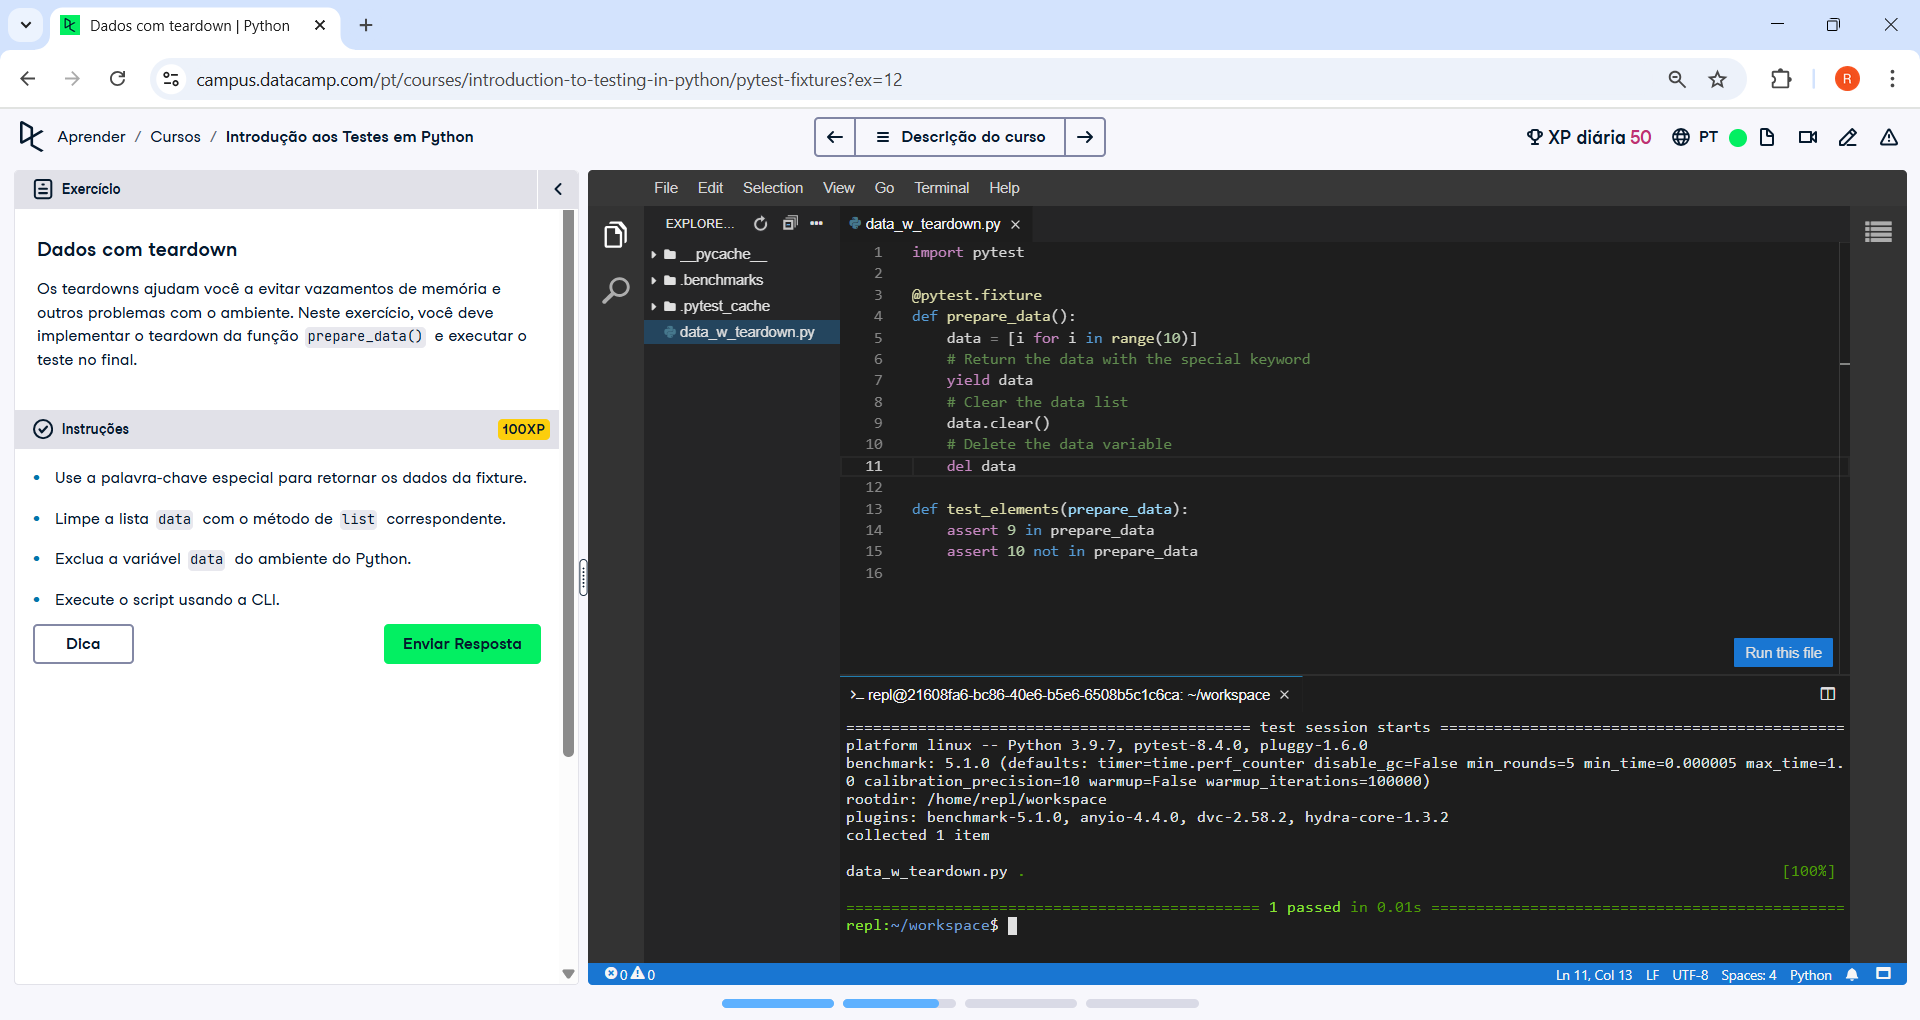 Dados com teardown | Python
campus.datacamp.com/pt/courses/introduction-to-testing-in-python/pytest-fixtures?ex=12
R
Aprender / Cursos / Introdução aos Testes em Python
Descrição do curso
XP diária 50
PT
Exercício
Dados com teardown
Os teardowns ajudam você a evitar vazamentos de memória e
outros problemas com o ambiente. Neste exercício, você deve
implementar o teardown da função prepare_data() e executar o
teste no final.
Instruções
100XP
Use a palavra-chave especial para retornar os dados da fixture.
Limpe a lista data com o método de list correspondente.
Exclua a variável data do ambiente do Python.
Execute o script usando a CLI.
Dica
Enviar Resposta
File Edit Selection View Go Terminal Help
EXPLORE...
__pycache__
.benchmarks
.pytest_cache
data_w_teardown.py
data_w_teardown.py
1 import pytest
2
3 @pytest.fixture
4 def prepare_data():
5 data = [i for i in range(10)]
6 # Return the data with the special keyword
7 yield data
8 # Clear the data list
9 data.clear()
10 # Delete the data variable
11 del data
12
13 def test_elements(prepare_data):
14 assert 9 in prepare_data
15 assert 10 not in prepare_data
16
Run this file
>_ repl@21608fa6-bc86-40e6-b5e6-6508b5c1c6ca: ~/workspace
============================================= test session starts =============================================
platform linux -- Python 3.9.7, pytest-8.4.0, pluggy-1.6.0
benchmark: 5.1.0 (defaults: timer=time.perf_counter disable_gc=False min_rounds=5 min_time=0.000005 max_time=1.
0 calibration_precision=10 warmup=False warmup_iterations=100000)
rootdir: /home/repl/workspace
plugins: benchmark-5.1.0, anyio-4.4.0, dvc-2.58.2, hydra-core-1.3.2
collected 1 item
data_w_teardown.py . [100%]
============================================== 1 passed in 0.01s ==============================================
repl:~/workspace$
0 0
Ln 11, Col 13 LF UTF-8 Spaces: 4 Python